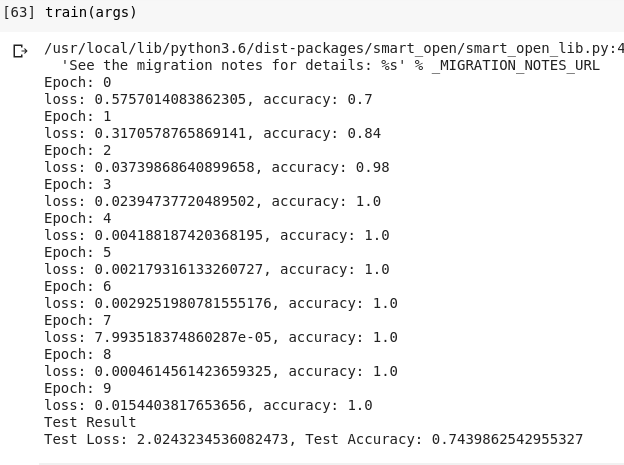 [63] train(args)
/usr/local/lib/python3.6/dist-packages/smart_open/smart_open_lib.py:4
'See the migration notes for details: %s' % _MIGRATION_NOTES_URL
Epoch: 0
loss: 0.5757014083862305, accuracy: 0.7
Epoch: 1
loss: 0.3170578765869141, accuracy: 0.84
Epoch: 2
loss: 0.03739868640899658, accuracy: 0.98
Epoch: 3
loss: 0.02394737720489502, accuracy: 1.0
Epoch: 4
loss: 0.004188187420368195, accuracy: 1.0
Epoch: 5
loss: 0.002179316133260727, accuracy: 1.0
Epoch: 6
loss: 0.0029251980781555176, accuracy: 1.0
Epoch: 7
loss: 7.993518374860287e-05, accuracy: 1.0
Epoch: 8
loss: 0.0004614561423659325, accuracy: 1.0
Epoch: 9
loss: 0.0154403817653656, accuracy: 1.0
Test Result
Test Loss: 2.0243234536082473, Test Accuracy: 0.7439862542955327